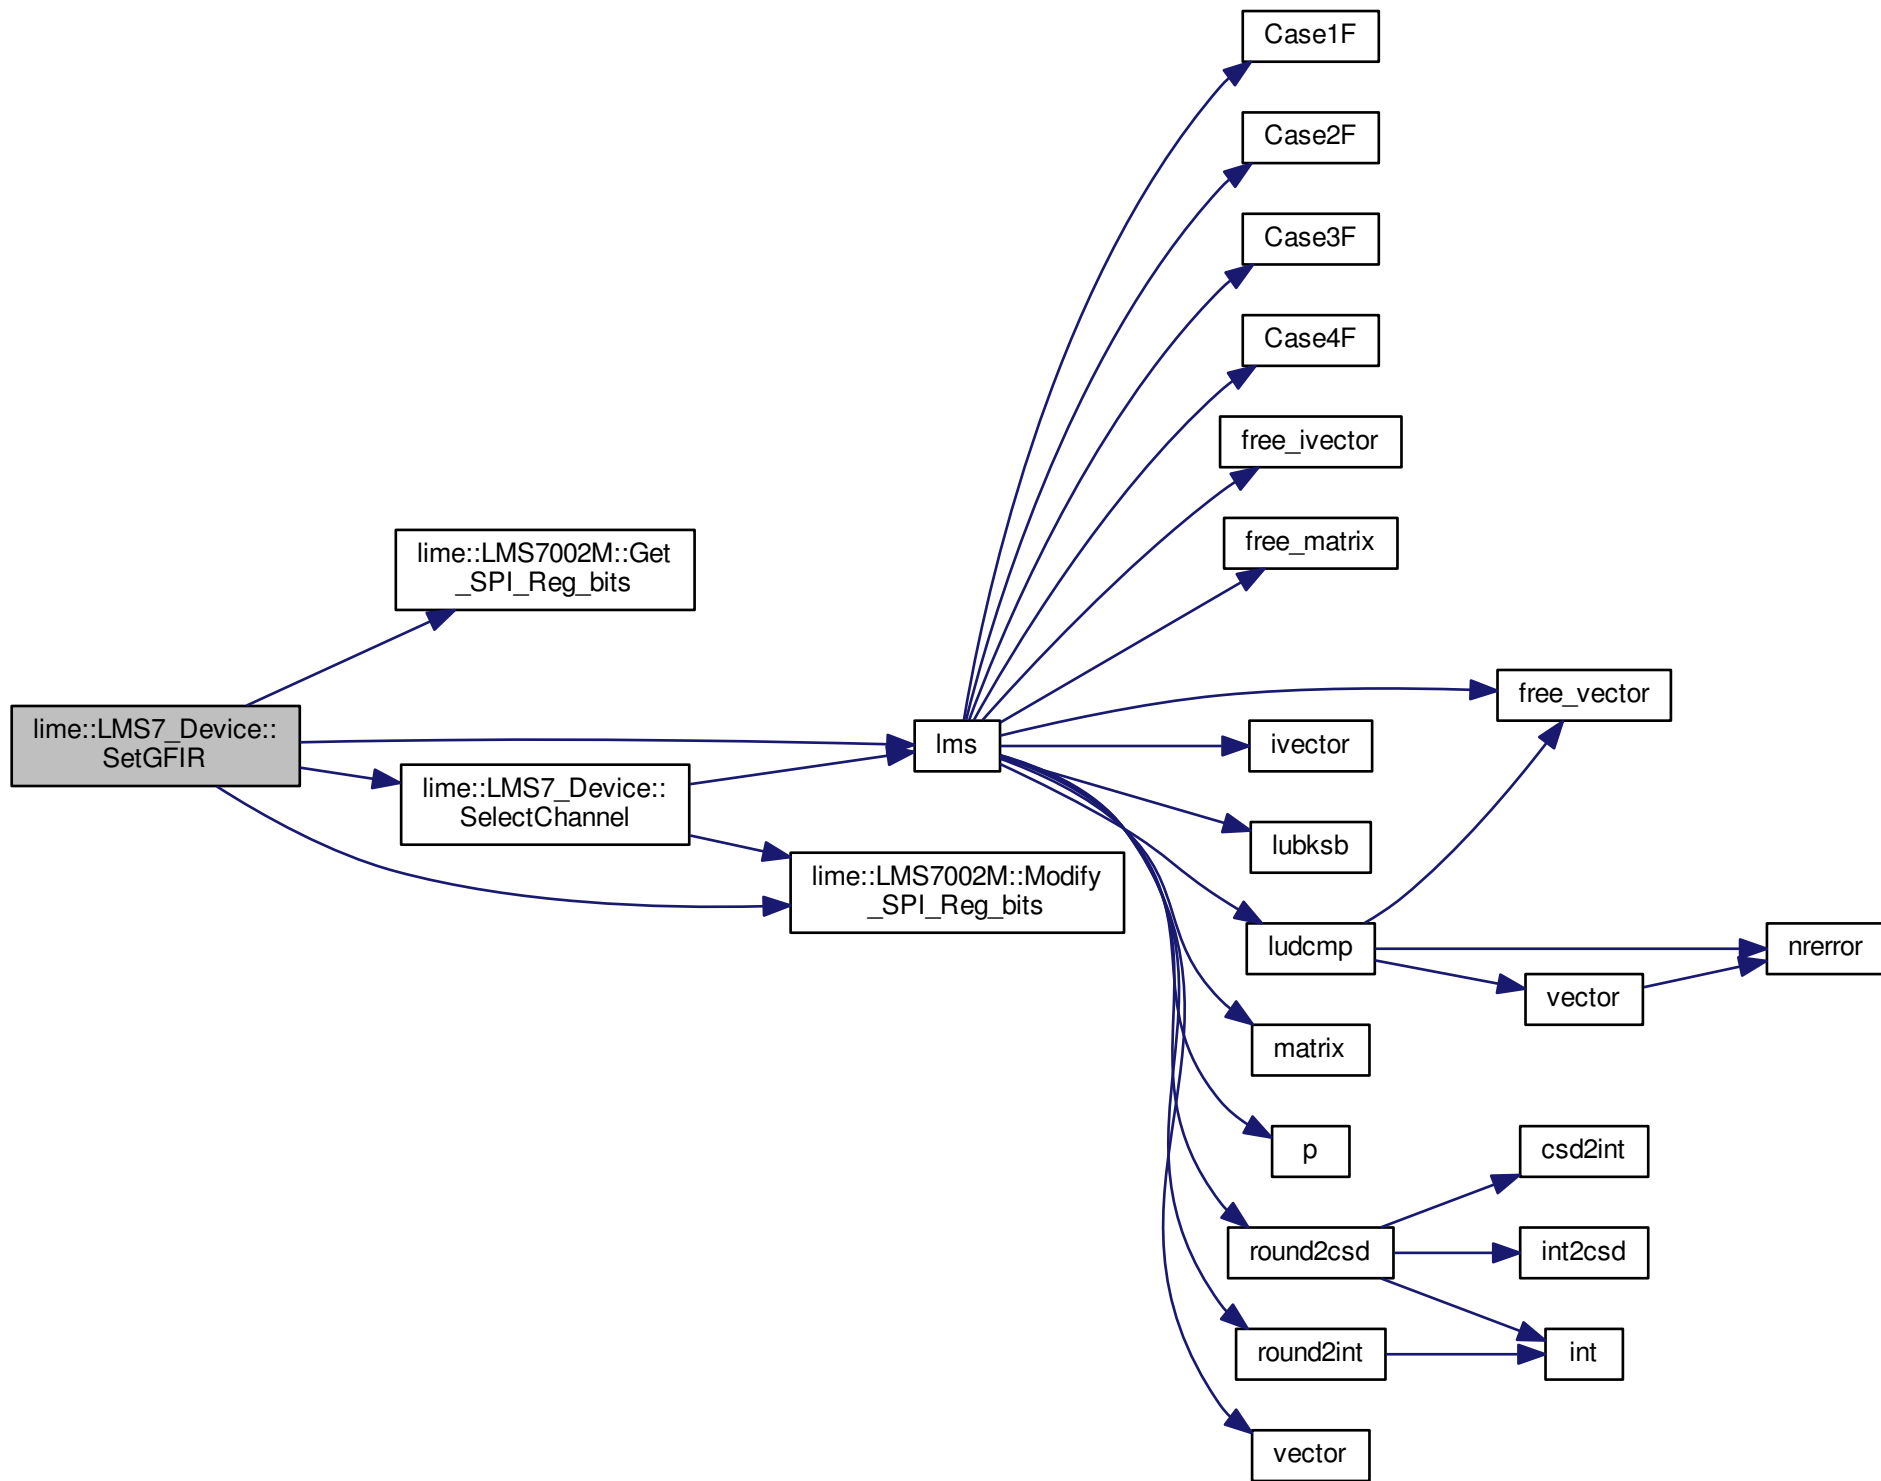 Case1F
Case2F
Case3F
Case4F
free_ivector
lime::LMS7002M::Get
_SPI_Reg_bits
free_matrix
free_vector
lime::LMS7_Device::
SetGFIR
lms
ivector
lime::LMS7_Device::
SelectChannel
lubksb
lime::LMS7002M::Modify
_SPI_Reg_bits
ludcmp
nrerror
vector
matrix
p
csd2int
round2csd
int2csd
round2int
int
vector